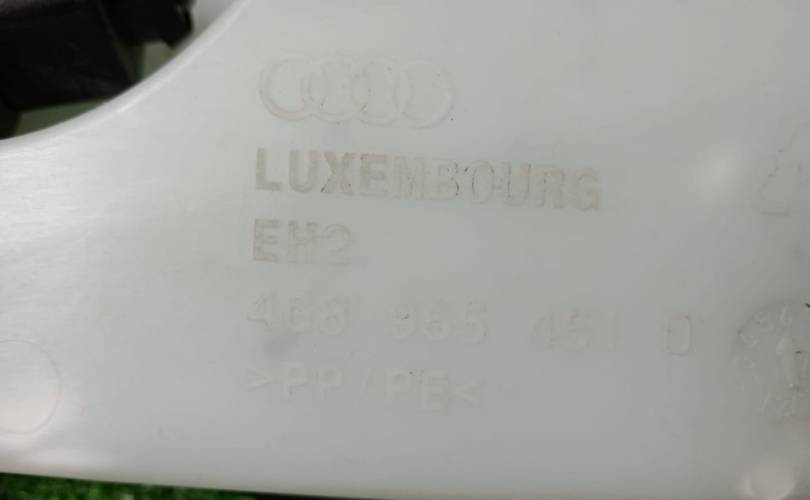 LUXEMBOURG
EH2
4G8 955 451 D
>PP/PE<